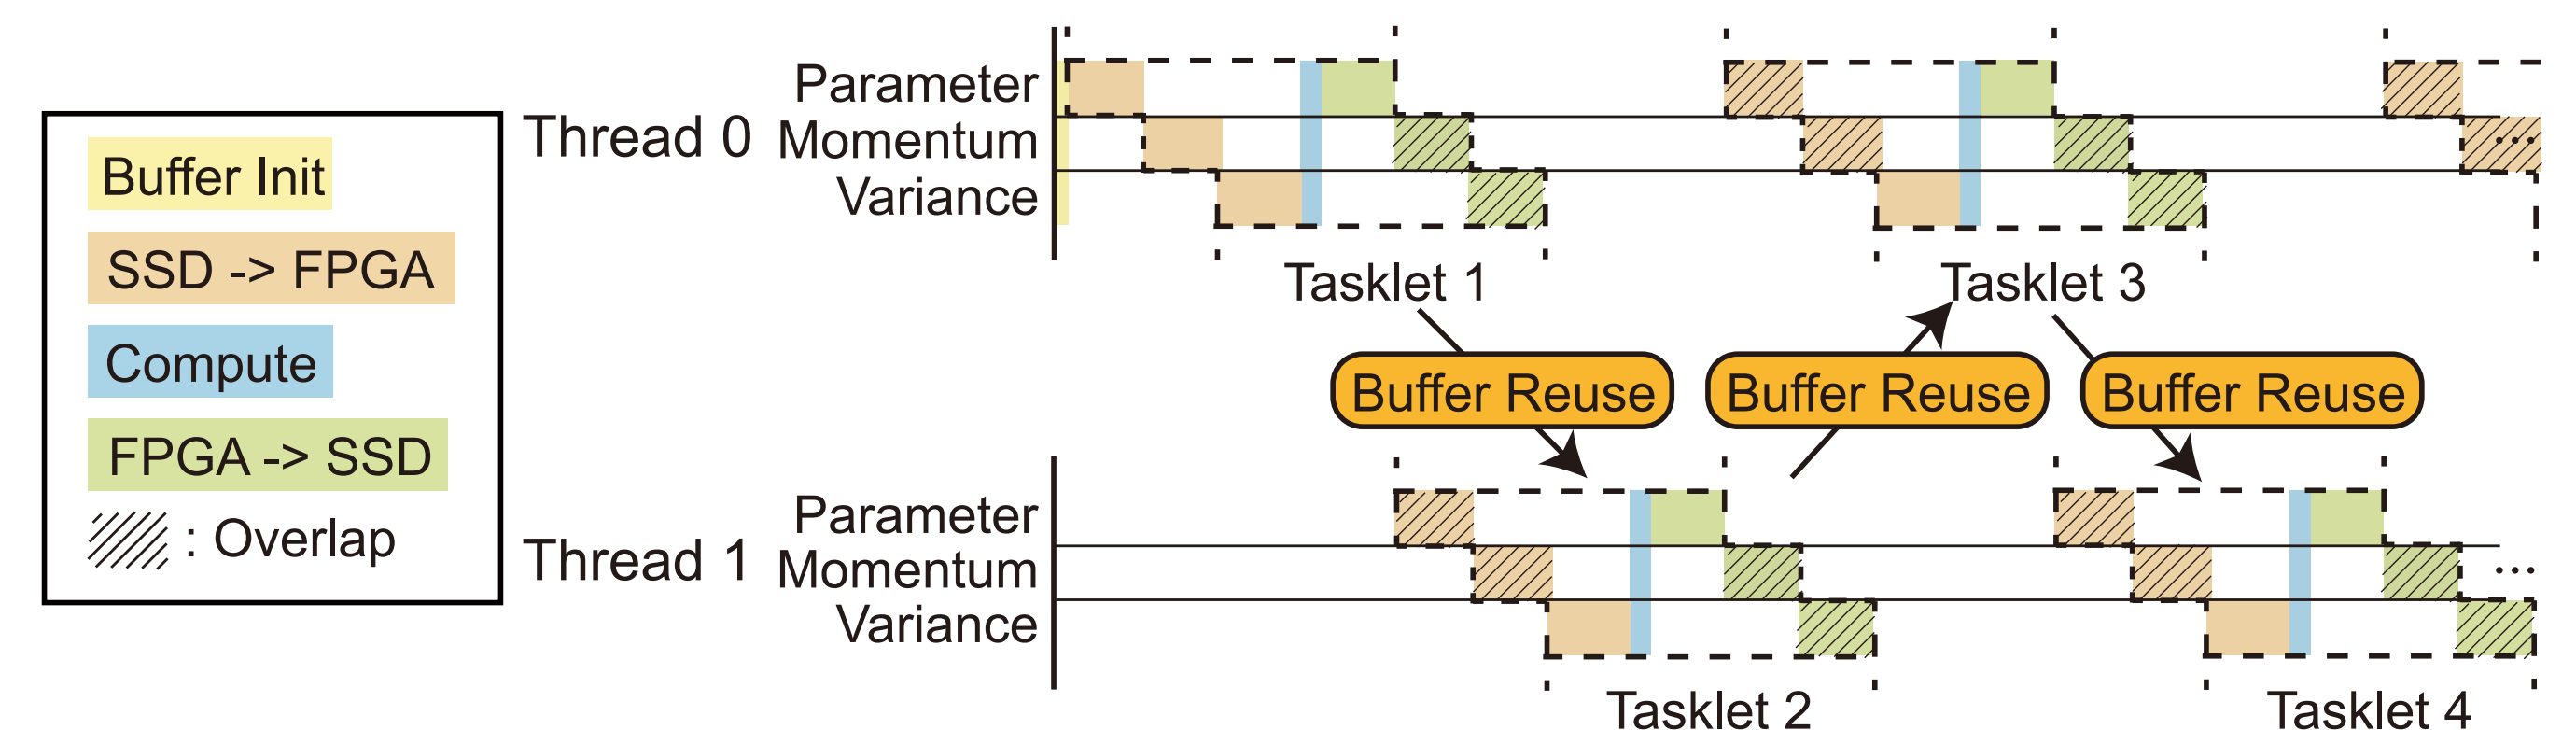 Buffer Init
SSD -> FPGA
Compute
FPGA -> SSD
: Overlap
Thread 0
Parameter
Momentum
Variance
...
Tasklet 1
Tasklet 3
Buffer Reuse
Buffer Reuse
Buffer Reuse
Thread 1
Parameter
Momentum
Variance
...
Tasklet 2
Tasklet 4